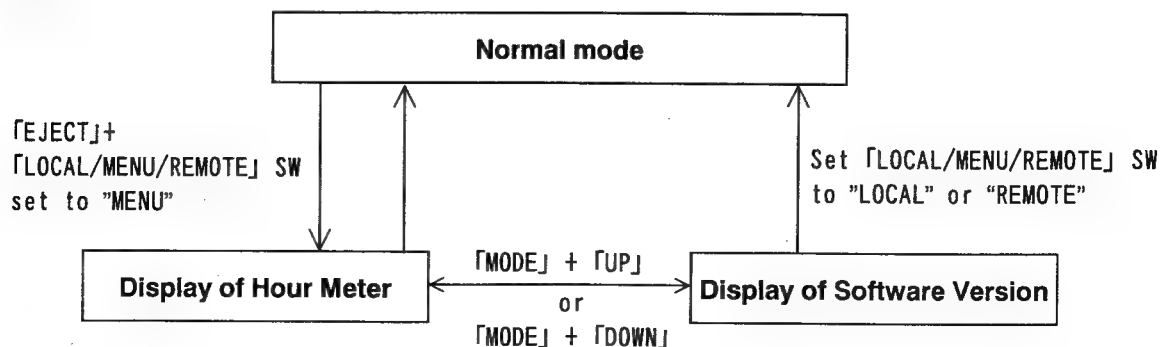 Normal mode
「EJECT」+
「LOCAL/MENU/REMOTE」 SW
set to ”MENU”
Set 「LOCAL/MENU/REMOTE」 SW
to ”LOCAL” or “REMOTE”
Display of Hour Meter
「MODE」 + 「UP」
or
「MODE」 + 「DOWN」
Display of Software Version